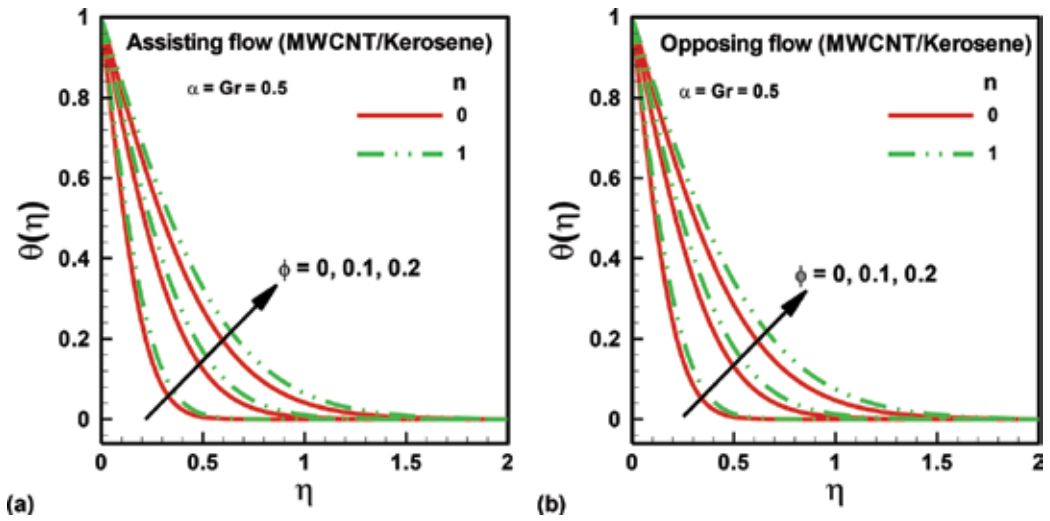 Assisting flow (MWCNT/Kerosene)
α = Gr = 0.5
n
0
1
ϕ = 0, 0.1, 0.2
θ(η)
1
0.8
0.6
0.4
0.2
0
0 0.5 1 1.5 2
η
(a)
Opposing flow (MWCNT/Kerosene)
α = Gr = 0.5
n
0
1
ϕ = 0, 0.1, 0.2
θ(η)
1
0.8
0.6
0.4
0.2
0
0 0.5 1 1.5 2
η
(b)